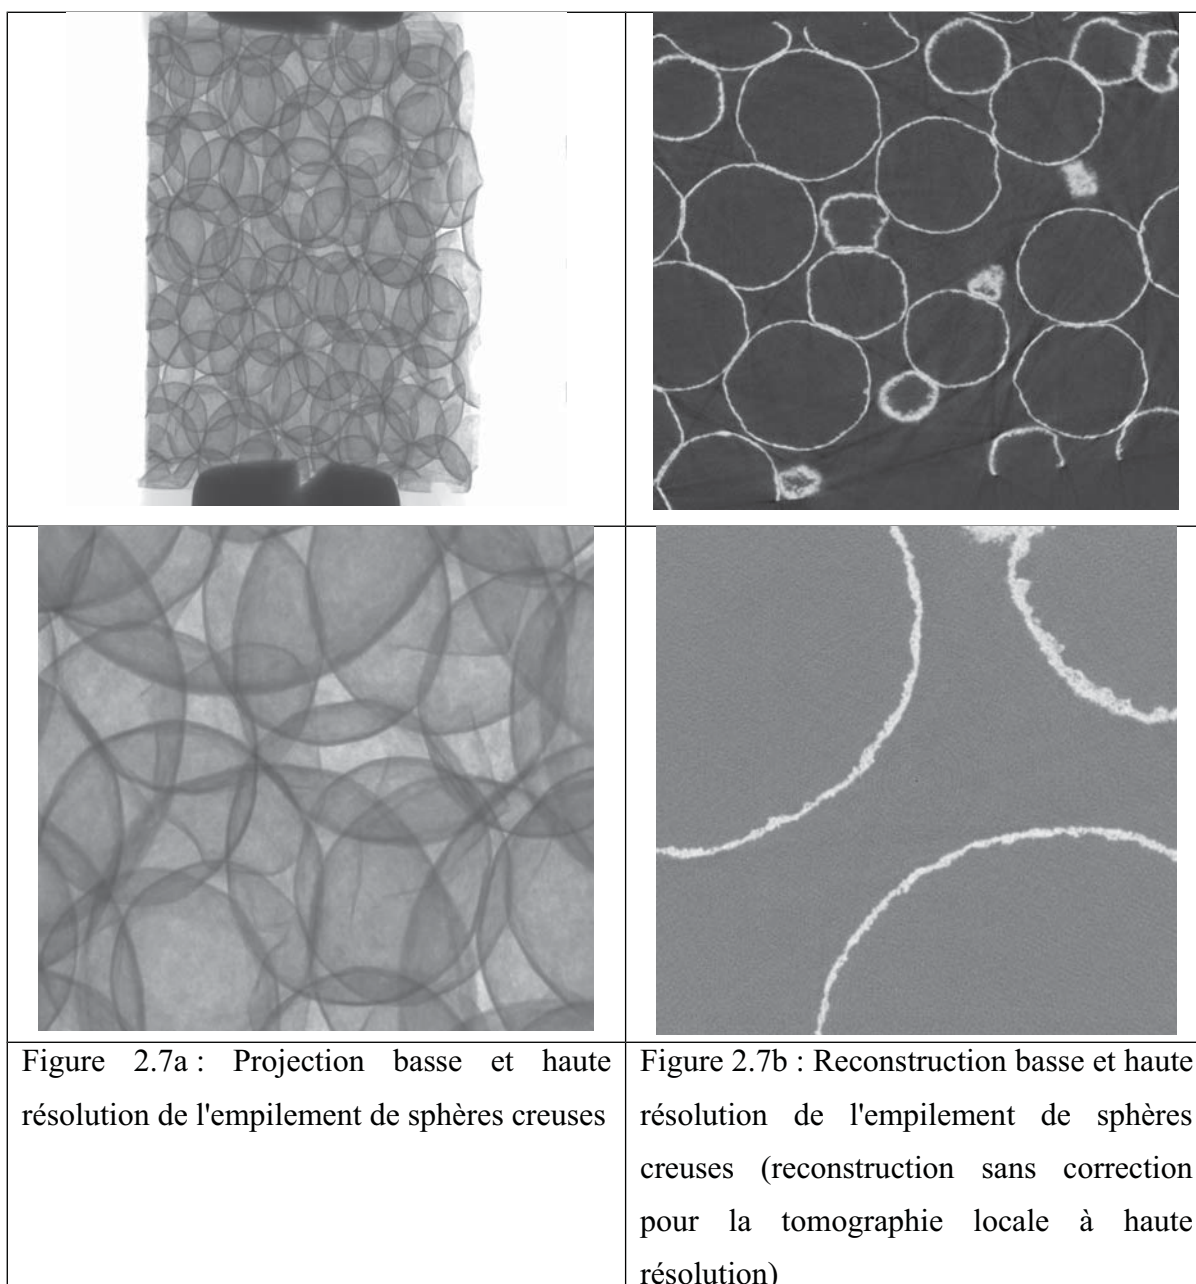 Figure 2.7a : Projection basse et haute
résolution de l'empilement de sphères creuses
Figure 2.7b : Reconstruction basse et haute
résolution de l'empilement de sphères
creuses (reconstruction sans correction
pour la tomographie locale à haute
résolution)